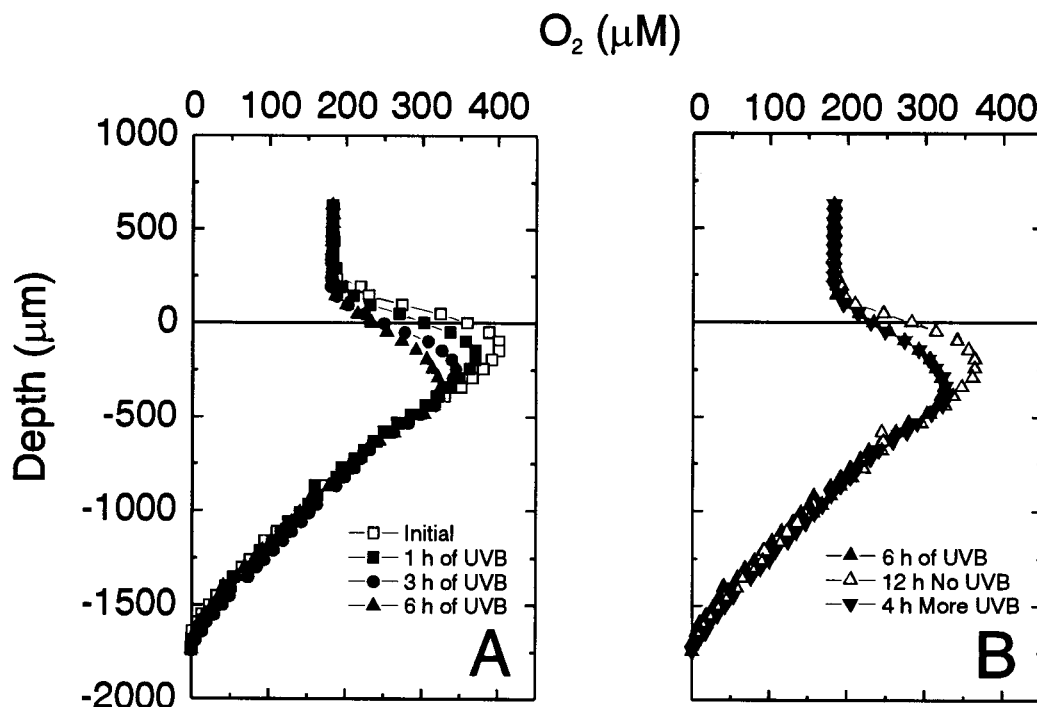 O₂ (μM)
0 100 200 300 400
0 100 200 300 400
1000
500
0
-500
-1000
-1500
-2000
Depth (μm)
Initial
1 h of UVB
3 h of UVB
6 h of UVB
A
6 h of UVB
12 h No UVB
4 h More UVB
B